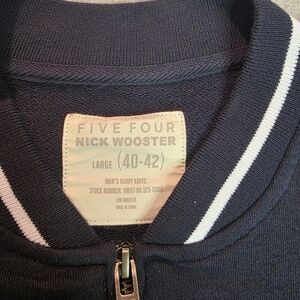 FIVE FOUR
NICK WOOSTER
LARGE (40-42)
MEN'S HEAVY KNITS
STOCK NUMBER:
LOS ANGELES
MADE IN CHINA